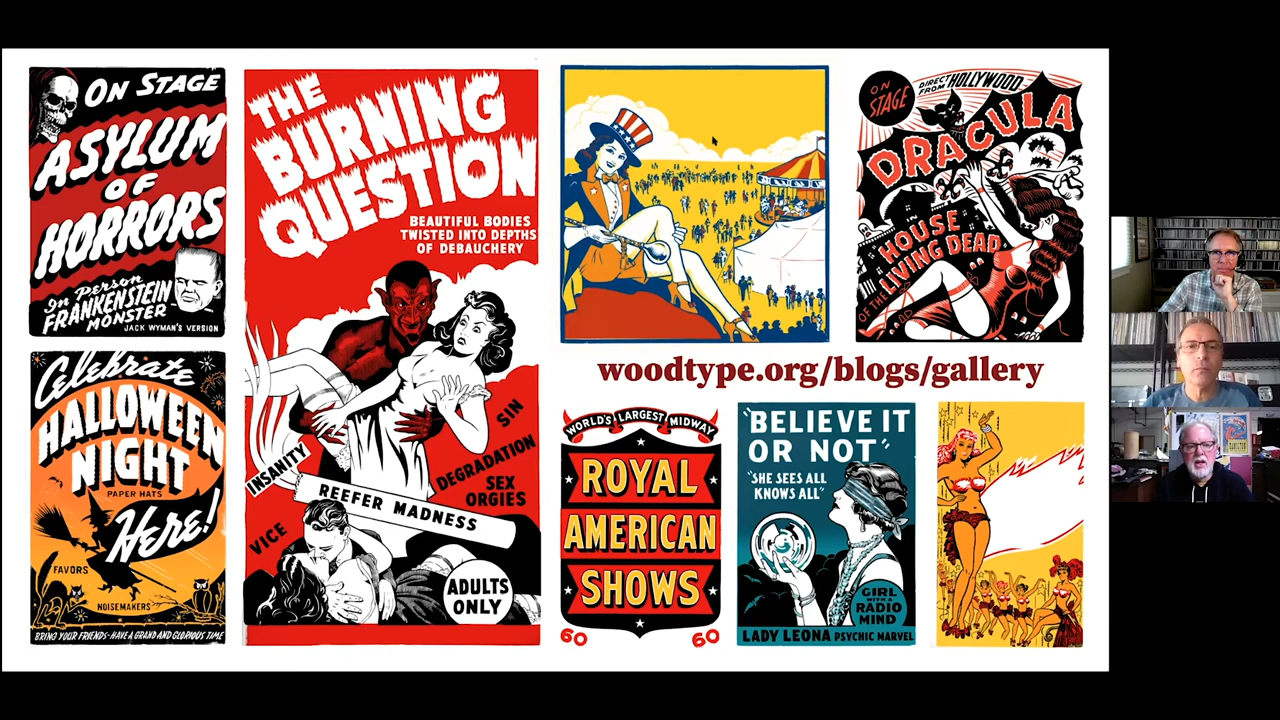 ON STAGE
ASYLUM
OF
HORRORS
In Person
FRANKENSTEIN
MONSTER
JACK WYMAN'S VERSION
Celebrate
HALLOWEEN
NIGHT
PAPER HATS
Here!
FAVORS
NOISEMAKERS
BRING YOUR FRIENDS - HAVE A GRAND AND GLORIOUS TIME
THE
BURNING
QUESTION
BEAUTIFUL BODIES
TWISTED INTO DEPTHS
OF DEBAUCHERY
SIN
DEGRADATION
SEX
ORGIES
INSANITY
REEFER MADNESS
VICE
ADULTS
ONLY
ON
STAGE
DIRECT
FROM HOLLYWOOD
DRACULA
HOUSE
OF THE LIVING DEAD
woodtype.org/blogs/gallery
WORLD'S LARGEST MIDWAY
ROYAL
AMERICAN
SHOWS
60 60
"BELIEVE IT
OR NOT"
"SHE SEES ALL
KNOWS ALL"
GIRL
WITH A
RADIO
MIND
LADY LEONA PSYCHIC MARVEL
HAMILTON